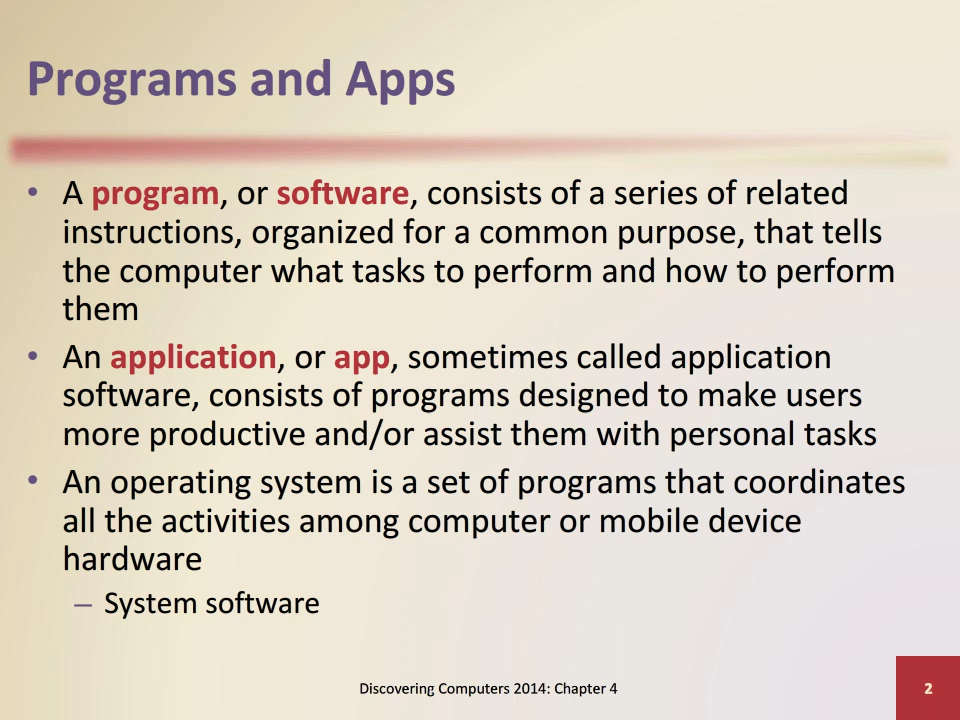 Programs and Apps
• A program, or software, consists of a series of related
instructions, organized for a common purpose, that tells
the computer what tasks to perform and how to perform
them
• An application, or app, sometimes called application
software, consists of programs designed to make users
more productive and/or assist them with personal tasks
• An operating system is a set of programs that coordinates
all the activities among computer or mobile device
hardware
– System software
Discovering Computers 2014: Chapter 4
2